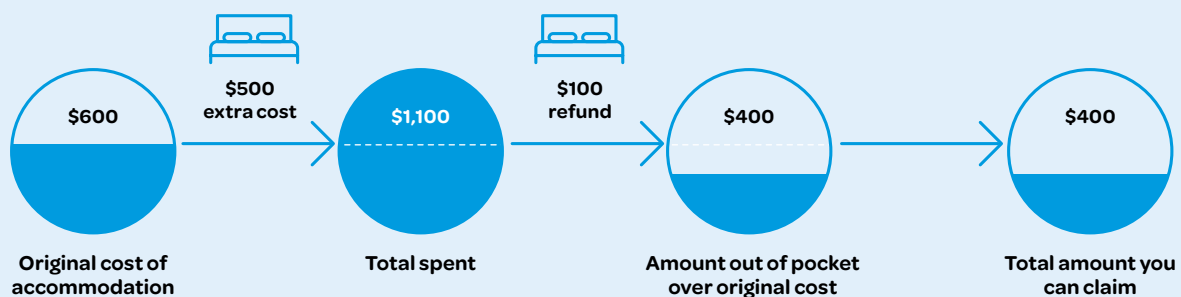 $600
Original cost of
accommodation
$500
extra cost
$1,100
Total spent
$100
refund
$400
Amount out of pocket
over original cost
$400
Total amount you
can claim